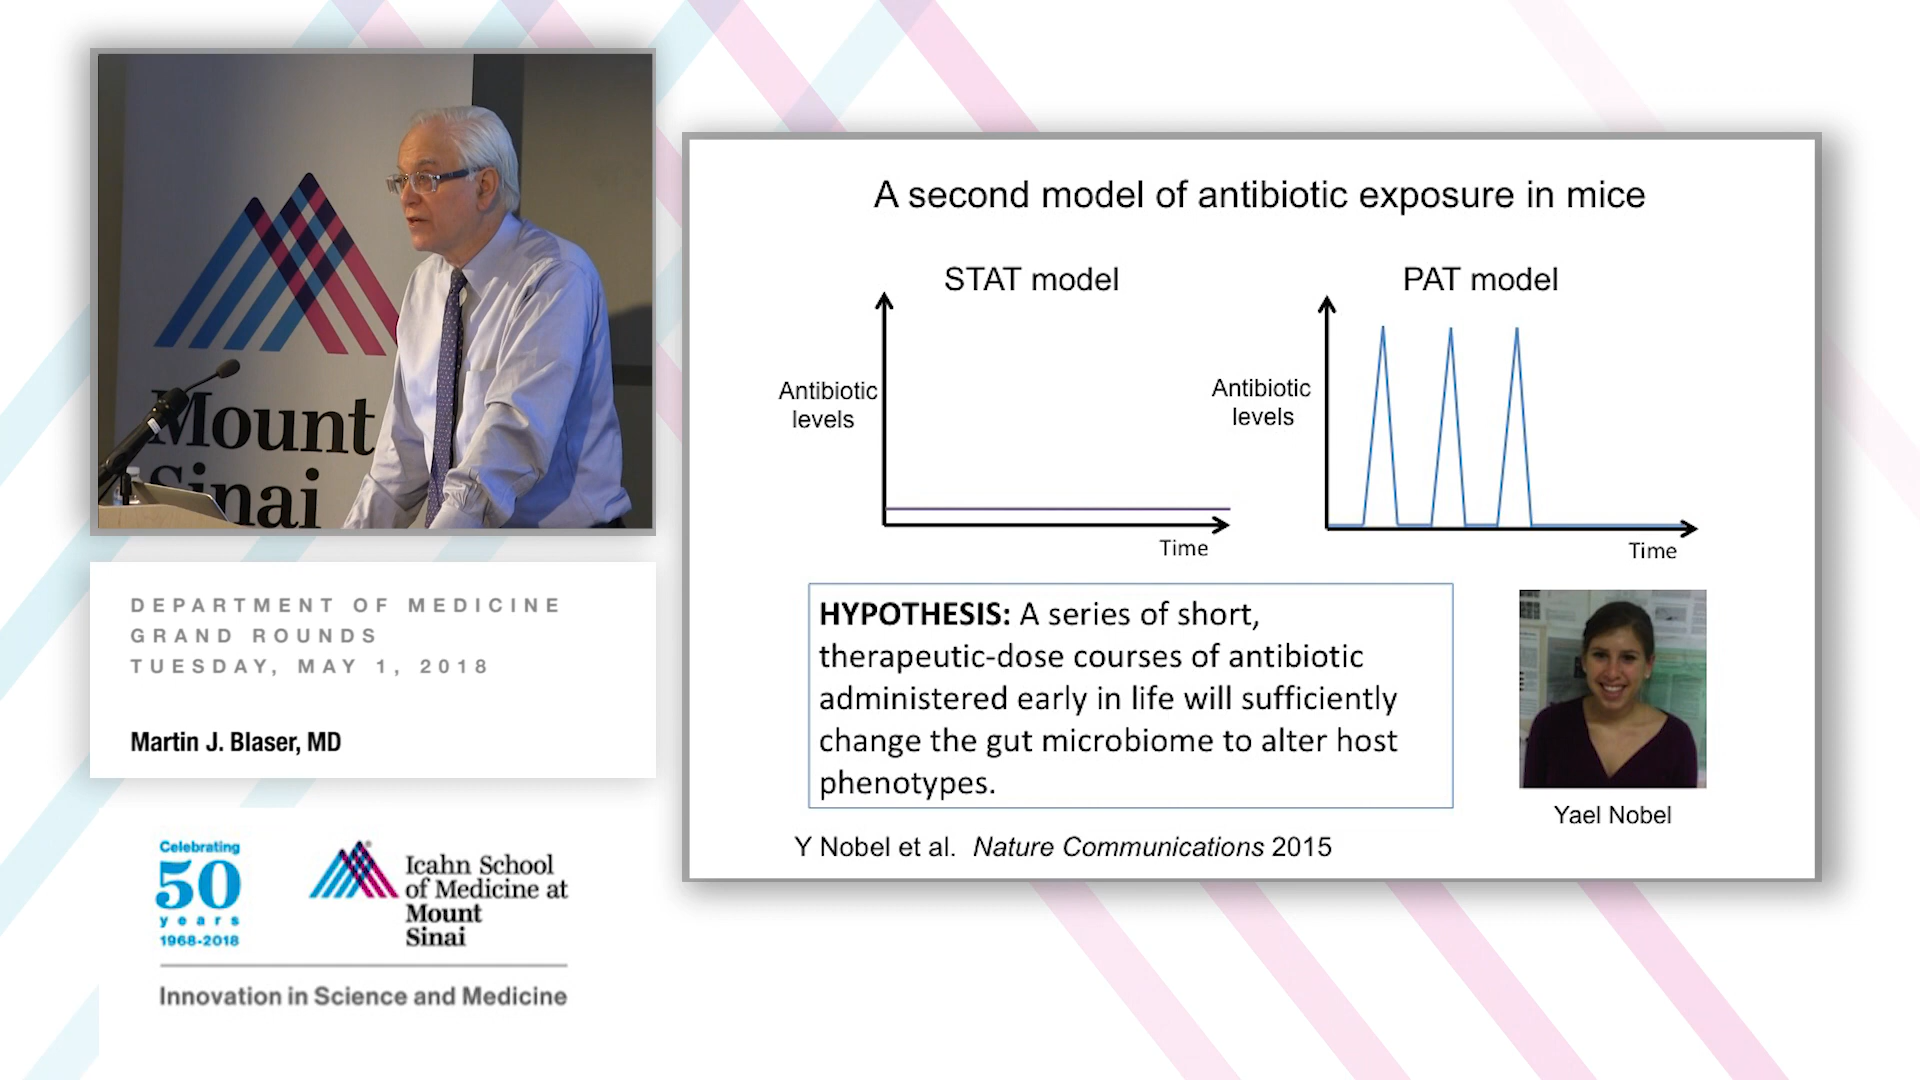 Mount
Sinai
DEPARTMENT OF MEDICINE
GRAND ROUNDS
TUESDAY, MAY 1, 2018
Martin J. Blaser, MD
Celebrating
50
years
1968-2018
Icahn School
of Medicine at
Mount
Sinai
Innovation in Science and Medicine
A second model of antibiotic exposure in mice
STAT model
Antibiotic
levels
Time
PAT model
Antibiotic
levels
Time
HYPOTHESIS: A series of short,
therapeutic-dose courses of antibiotic
administered early in life will sufficiently
change the gut microbiome to alter host
phenotypes.
Yael Nobel
Y Nobel et al. Nature Communications 2015